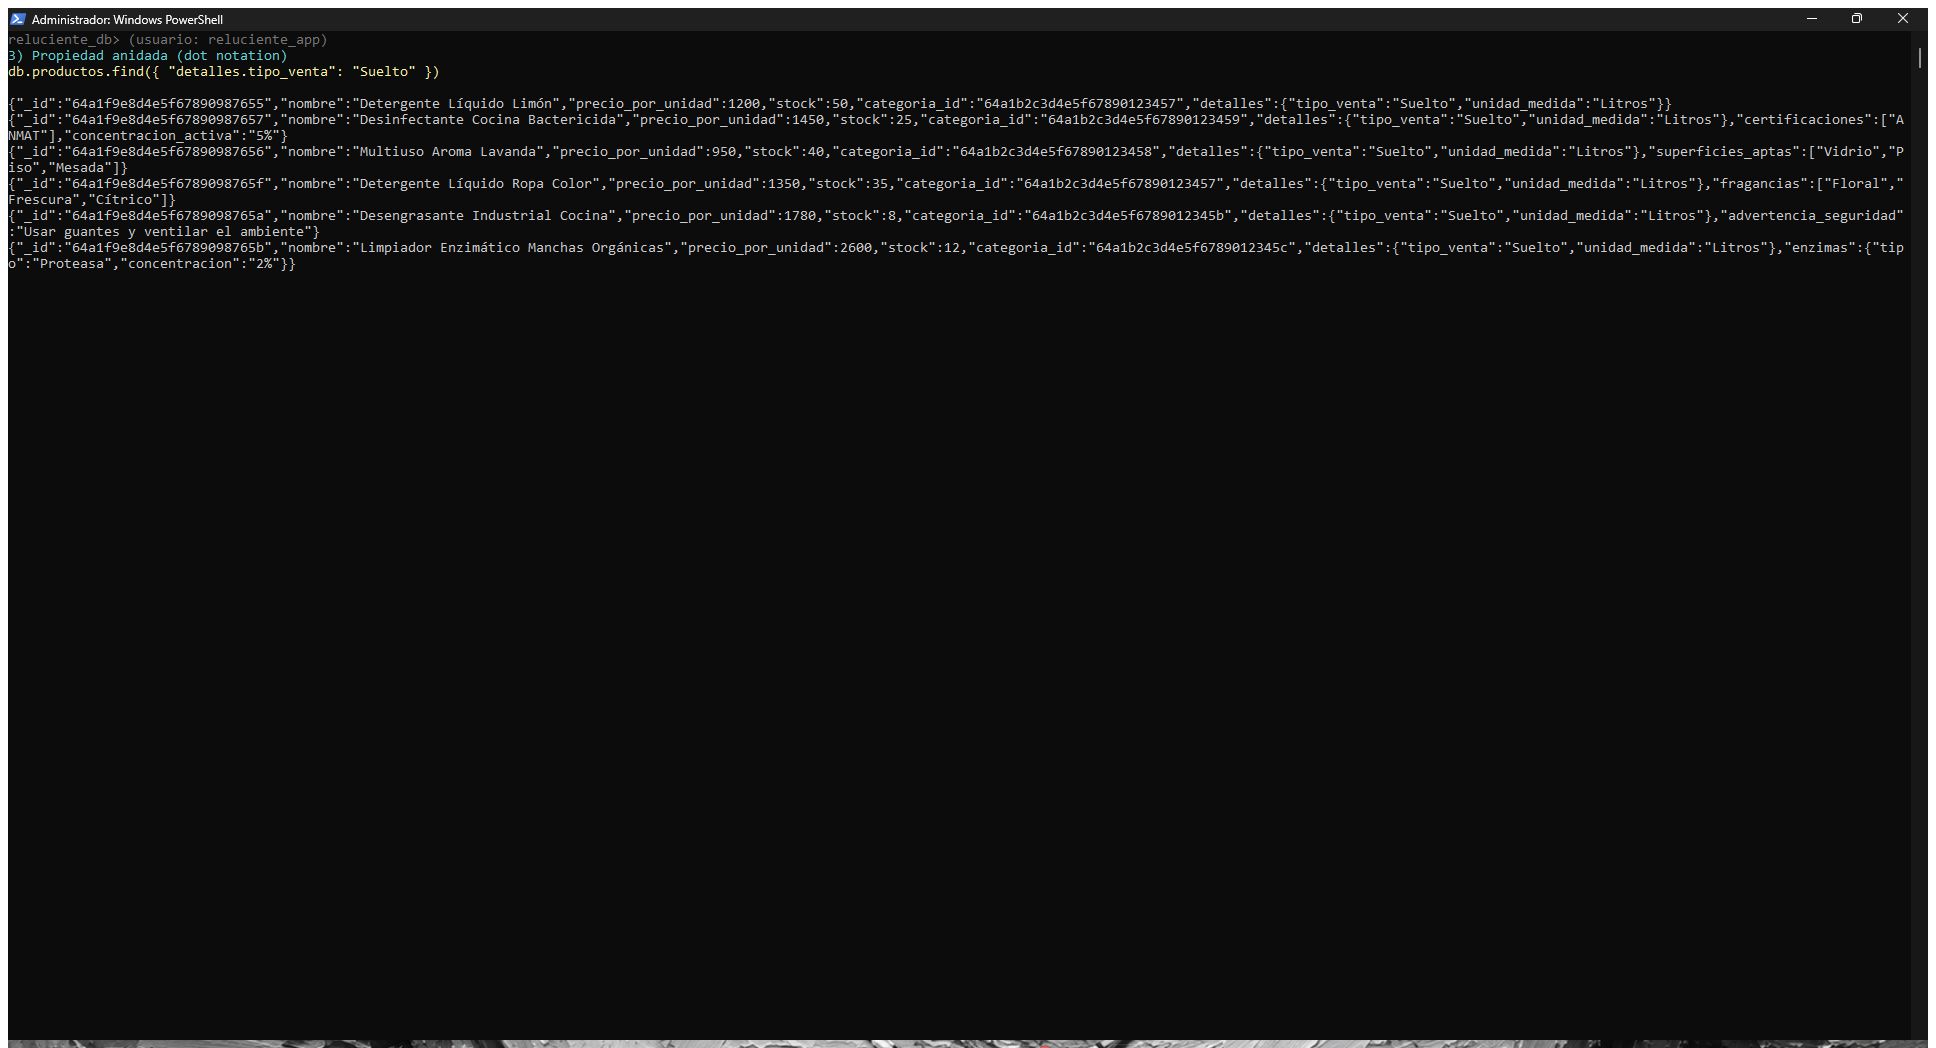 Administrador: Windows PowerShell
reluciente_db> (usuario: reluciente_app)
3) Propiedad anidada (dot notation)
db.productos.find({ "detalles.tipo_venta": "Suelto" })
{"_id":"64a1f9e8d4e5f67890987655","nombre":"Detergente Líquido Limón","precio_por_unidad":1200,"stock":50,"categoria_id":"64a1b2c3d4e5f67890123457","detalles":{"tipo_venta":"Suelto","unidad_medida":"Litros"}}
{"_id":"64a1f9e8d4e5f67890987657","nombre":"Desinfectante Cocina Bactericida","precio_por_unidad":1450,"stock":25,"categoria_id":"64a1b2c3d4e5f67890123459","detalles":{"tipo_venta":"Suelto","unidad_medida":"Litros"},"certificaciones":["A
NMAT"],"concentracion_activa":"5%"}
{"_id":"64a1f9e8d4e5f67890987656","nombre":"Multiuso Aroma Lavanda","precio_por_unidad":950,"stock":40,"categoria_id":"64a1b2c3d4e5f67890123458","detalles":{"tipo_venta":"Suelto","unidad_medida":"Litros"},"superficies_aptas":["Vidrio","P
iso","Mesada"]}
{"_id":"64a1f9e8d4e5f6789098765f","nombre":"Detergente Líquido Ropa Color","precio_por_unidad":1350,"stock":35,"categoria_id":"64a1b2c3d4e5f67890123457","detalles":{"tipo_venta":"Suelto","unidad_medida":"Litros"},"fragancias":["Floral","
Frescura","Cítrico"]}
{"_id":"64a1f9e8d4e5f6789098765a","nombre":"Desengrasante Industrial Cocina","precio_por_unidad":1780,"stock":8,"categoria_id":"64a1b2c3d4e5f6789012345b","detalles":{"tipo_venta":"Suelto","unidad_medida":"Litros"},"advertencia_seguridad"
:"Usar guantes y ventilar el ambiente"}
{"_id":"64a1f9e8d4e5f6789098765b","nombre":"Limpiador Enzimático Manchas Orgánicas","precio_por_unidad":2600,"stock":12,"categoria_id":"64a1b2c3d4e5f6789012345c","detalles":{"tipo_venta":"Suelto","unidad_medida":"Litros"},"enzimas":{"tip
o":"Proteasa","concentracion":"2%"}}